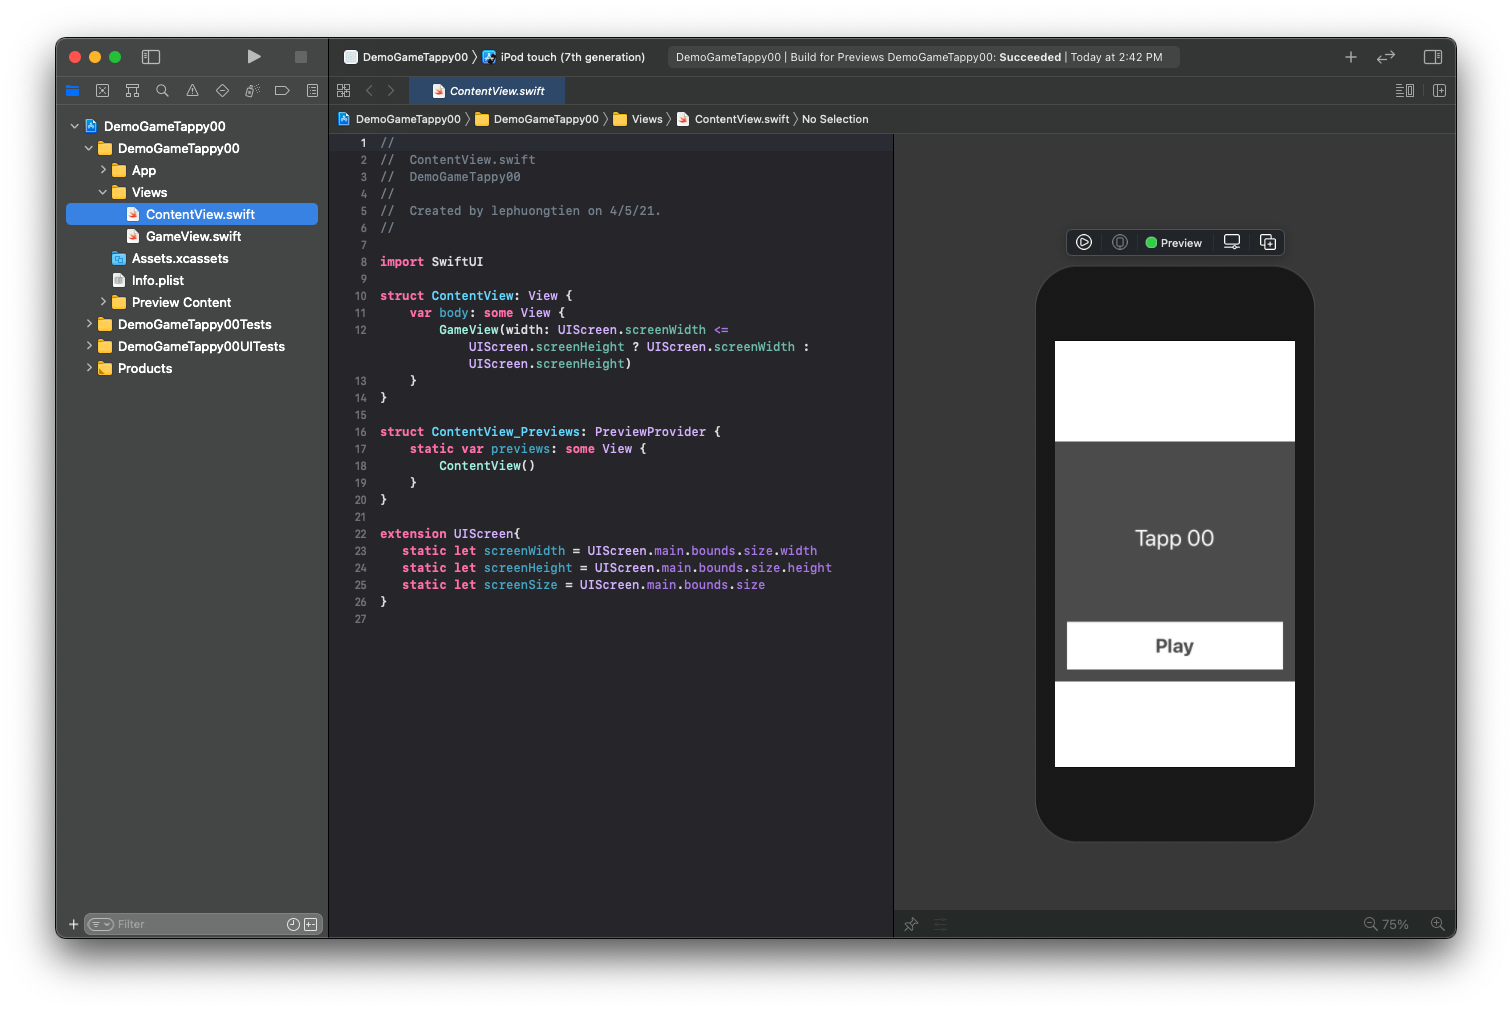 DemoGameTappy00 iPod touch (7th generation)
DemoGameTappy00 | Build for Previews DemoGameTappy00: Succeeded | Today at 2:42 PM
ContentView.swift
DemoGameTappy00 DemoGameTappy00 Views ContentView.swift No Selection
DemoGameTappy00
DemoGameTappy00
App
Views
ContentView.swift
GameView.swift
Assets.xcassets
Info.plist
Preview Content
DemoGameTappy00Tests
DemoGameTappy00UITests
Products
Filter
1 //
2 //  ContentView.swift
3 //  DemoGameTappy00
4 //
5 //  Created by lephuongtien on 4/5/21.
6 //
7
8 import SwiftUI
9
10 struct ContentView: View {
11     var body: some View {
12         GameView(width: UIScreen.screenWidth <=
UIScreen.screenHeight ? UIScreen.screenWidth :
UIScreen.screenHeight)
13     }
14 }
15
16 struct ContentView_Previews: PreviewProvider {
17     static var previews: some View {
18         ContentView()
19     }
20 }
21
22 extension UIScreen{
23    static let screenWidth = UIScreen.main.bounds.size.width
24    static let screenHeight = UIScreen.main.bounds.size.height
25    static let screenSize = UIScreen.main.bounds.size
26 }
27
Preview
Tapp 00
Play
75%